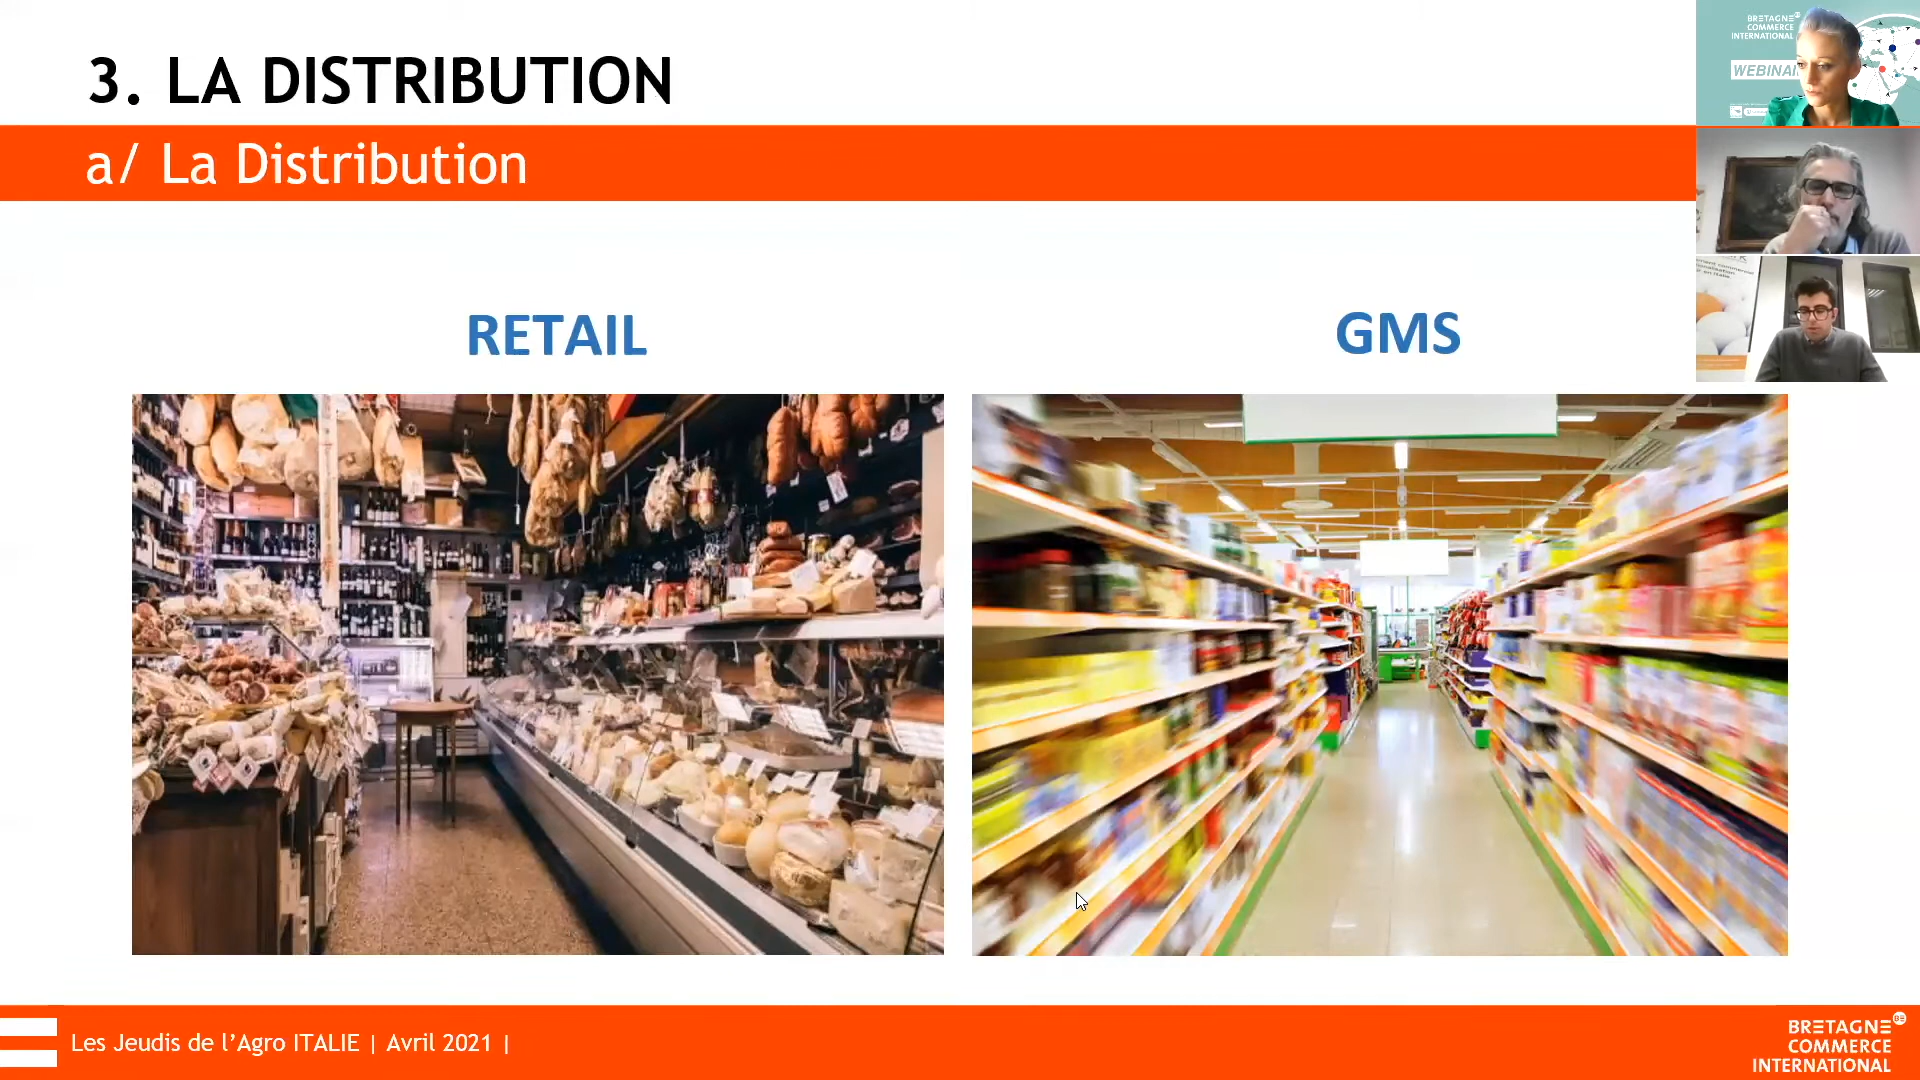 3. LA DISTRIBUTION
a/ La Distribution
BRETAGNE
COMMERCE
INTERNATIONAL
WEBINA
RETAIL
GMS
Les Jeudis de l’Agro ITALIE | Avril 2021 |
BRETAGNE
COMMERCE
INTERNATIONAL